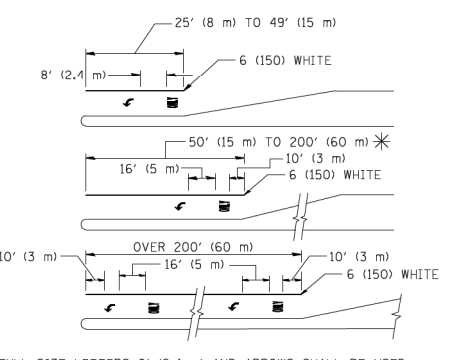 25' (8 m) TO 49' (15 m)
8' (2.4 m)
6 (150) WHITE
50' (15 m) TO 200' (60 m) ✳
16' (5 m)
10' (3 m)
6 (150) WHITE
OVER 200' (60 m)
10' (3 m)
16' (5 m)
10' (3 m)
6 (150) WHITE